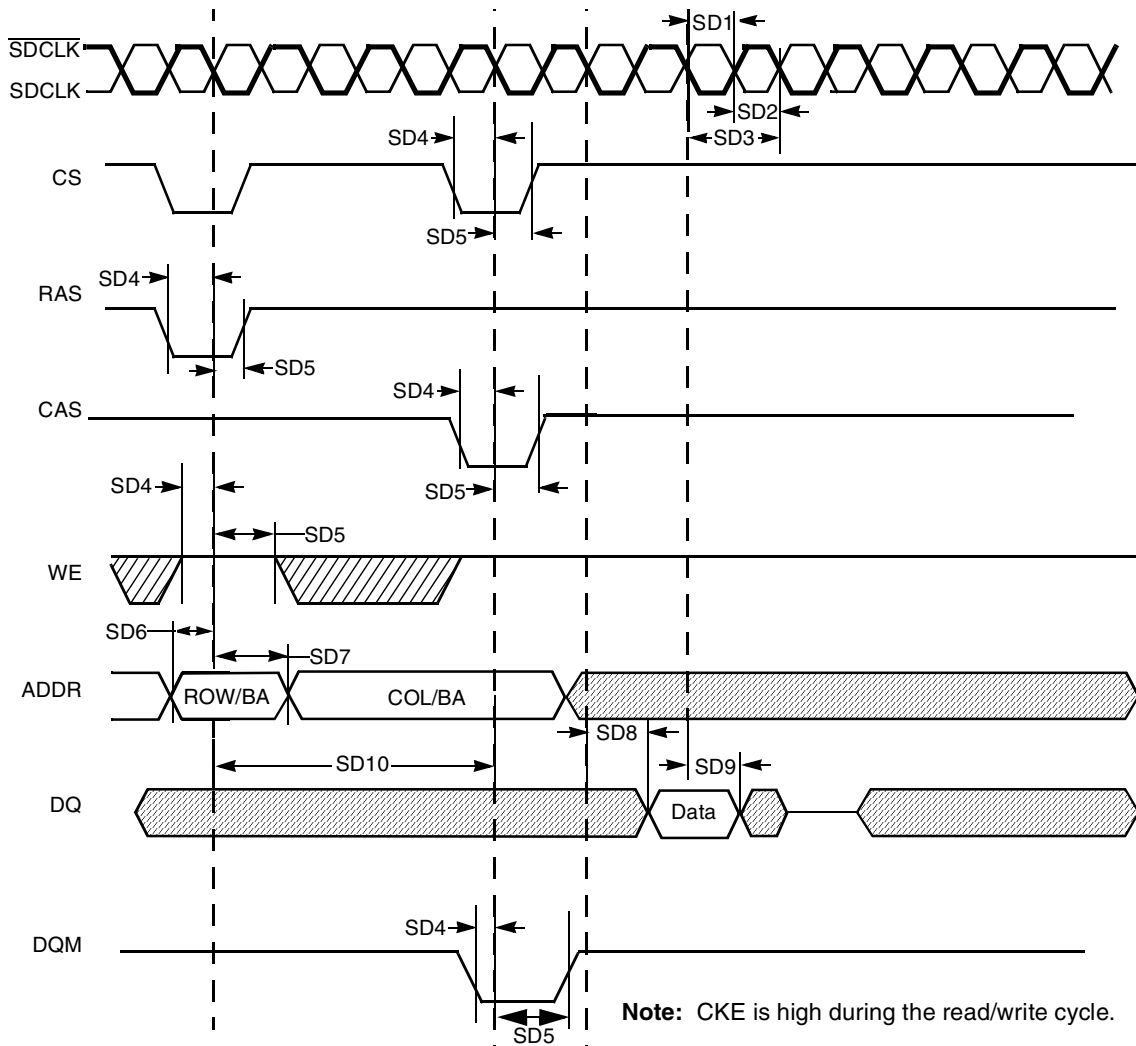 SD1
SDCLK
SDCLK
SD2
SD4
SD3
CS
SD5
SD4
RAS
SD5
SD4
CAS
SD4
SD5
SD5
WE
SD6
SD7
ADDR
ROW/BA
COL/BA
SD8
SD10
SD9
DQ
Data
SD4
DQM
Note: CKE is high during the read/write cycle.
SD5